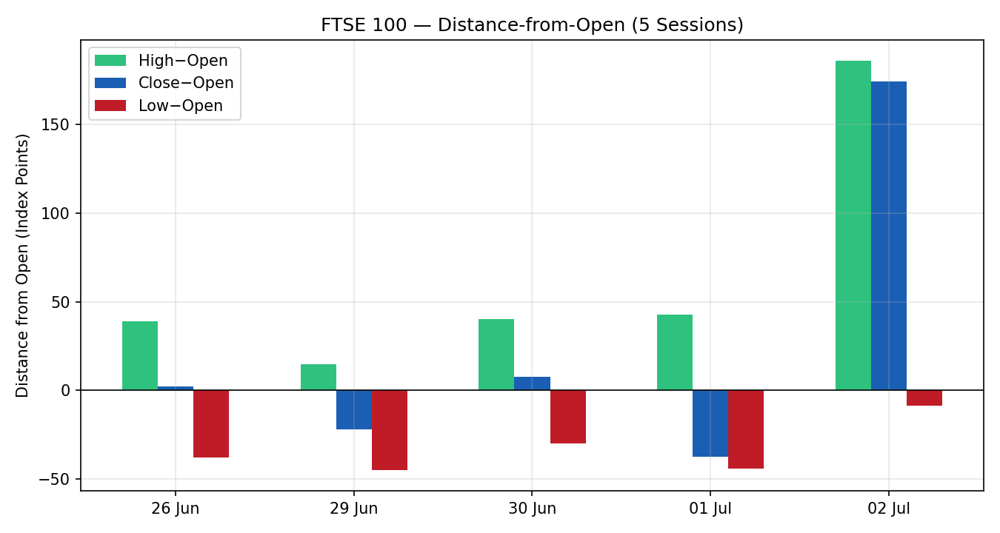 FTSE 100 — Distance-from-Open (5 Sessions)
High−Open
Close−Open
Low−Open
Distance from Open (Index Points)
150
100
50
0
−50
26 Jun
29 Jun
30 Jun
01 Jul
02 Jul